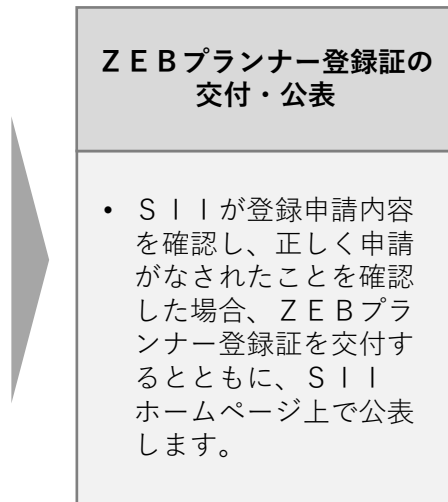 ＺＥＢプランナー登録証の
交付・公表
• ＳＩＩが登録申請内容
を確認し、正しく申請
がなされたことを確認
した場合、ＺＥＢプラ
ンナー登録証を交付す
るとともに、ＳＩＩ
ホームページ上で公表
します。